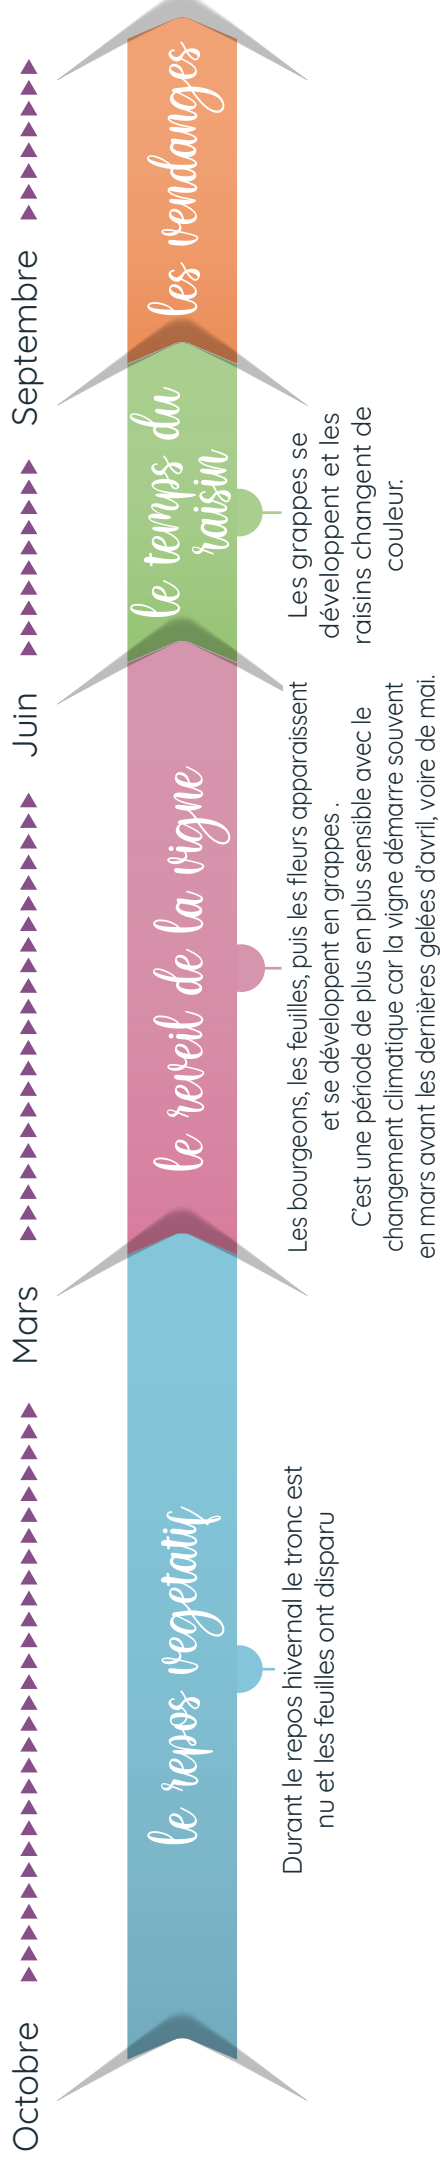 Octobre
Mars
Juin
Septembre
le repos vegetatif
le reveil de la vigne
le temps du
raisin
les vendanges
Durant le repos hivernal le tronc est
nu et les feuilles ont disparu
Les bourgeons, les feuilles, puis les fleurs apparaissent
et se développent en grappes .
C'est une période de plus en plus sensible avec le
changement climatique car la vigne démarre souvent
en mars avant les dernières gelées d'avril, voire de mai.
Les grappes se
développent et les
raisins changent de
couleur.